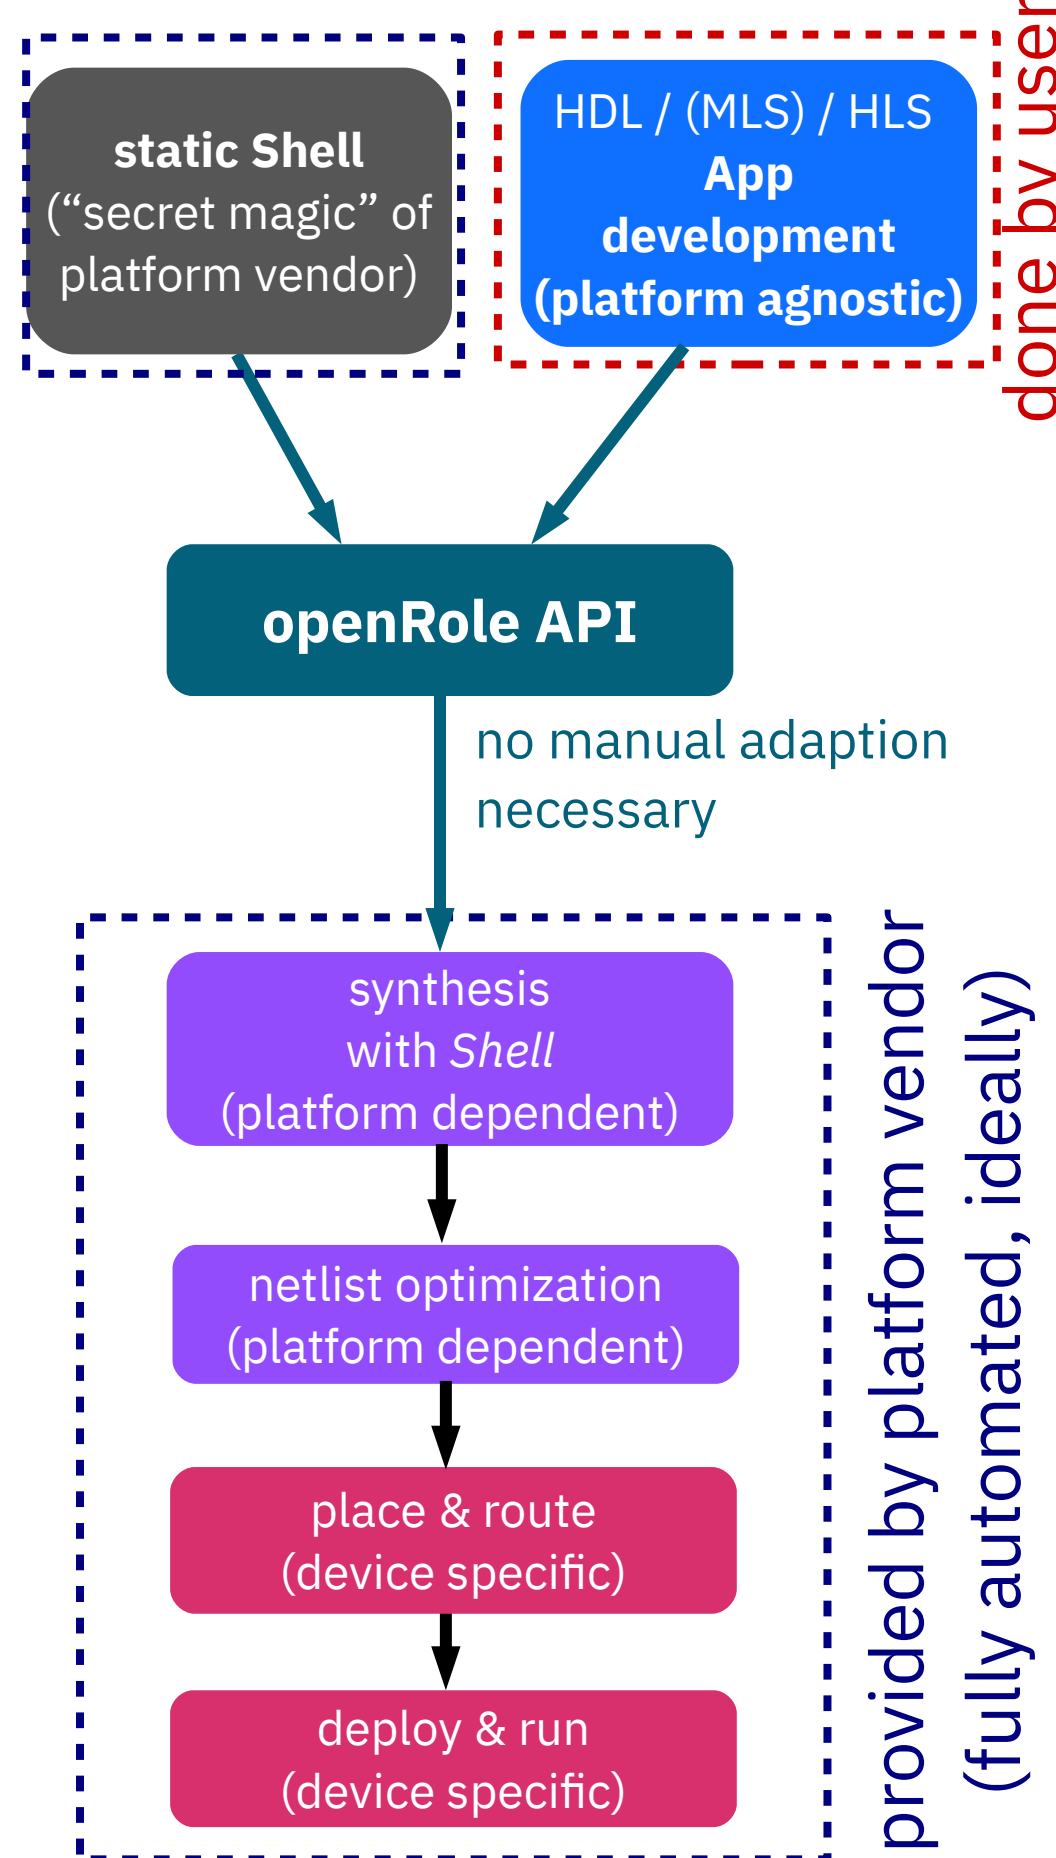 static Shell
(“secret magic” of
platform vendor)
HDL / (MLS) / HLS
App
development
(platform agnostic)
done by user
openRole API
no manual adaption
necessary
synthesis
with Shell
(platform dependent)
netlist optimization
(platform dependent)
place & route
(device specific)
deploy & run
(device specific)
provided by platform vendor
(fully automated, ideally)